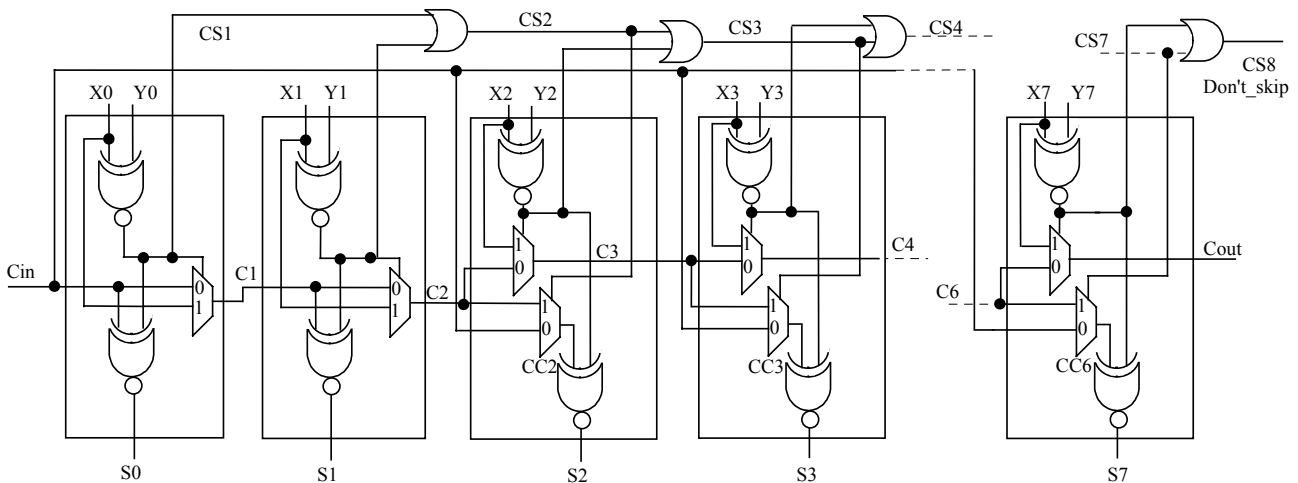 CS1
CS2
CS3
CS4
CS7
CS8
Don't_skip
X0 Y0
X1 Y1
X2 Y2
X3 Y3
X7 Y7
Cin
0
1
C1
0
1
C2
1
0
C3
1
0
CC2
1
0
C4
1
0
CC3
C6
1
0
Cout
1
0
CC6
S0
S1
S2
S3
S7